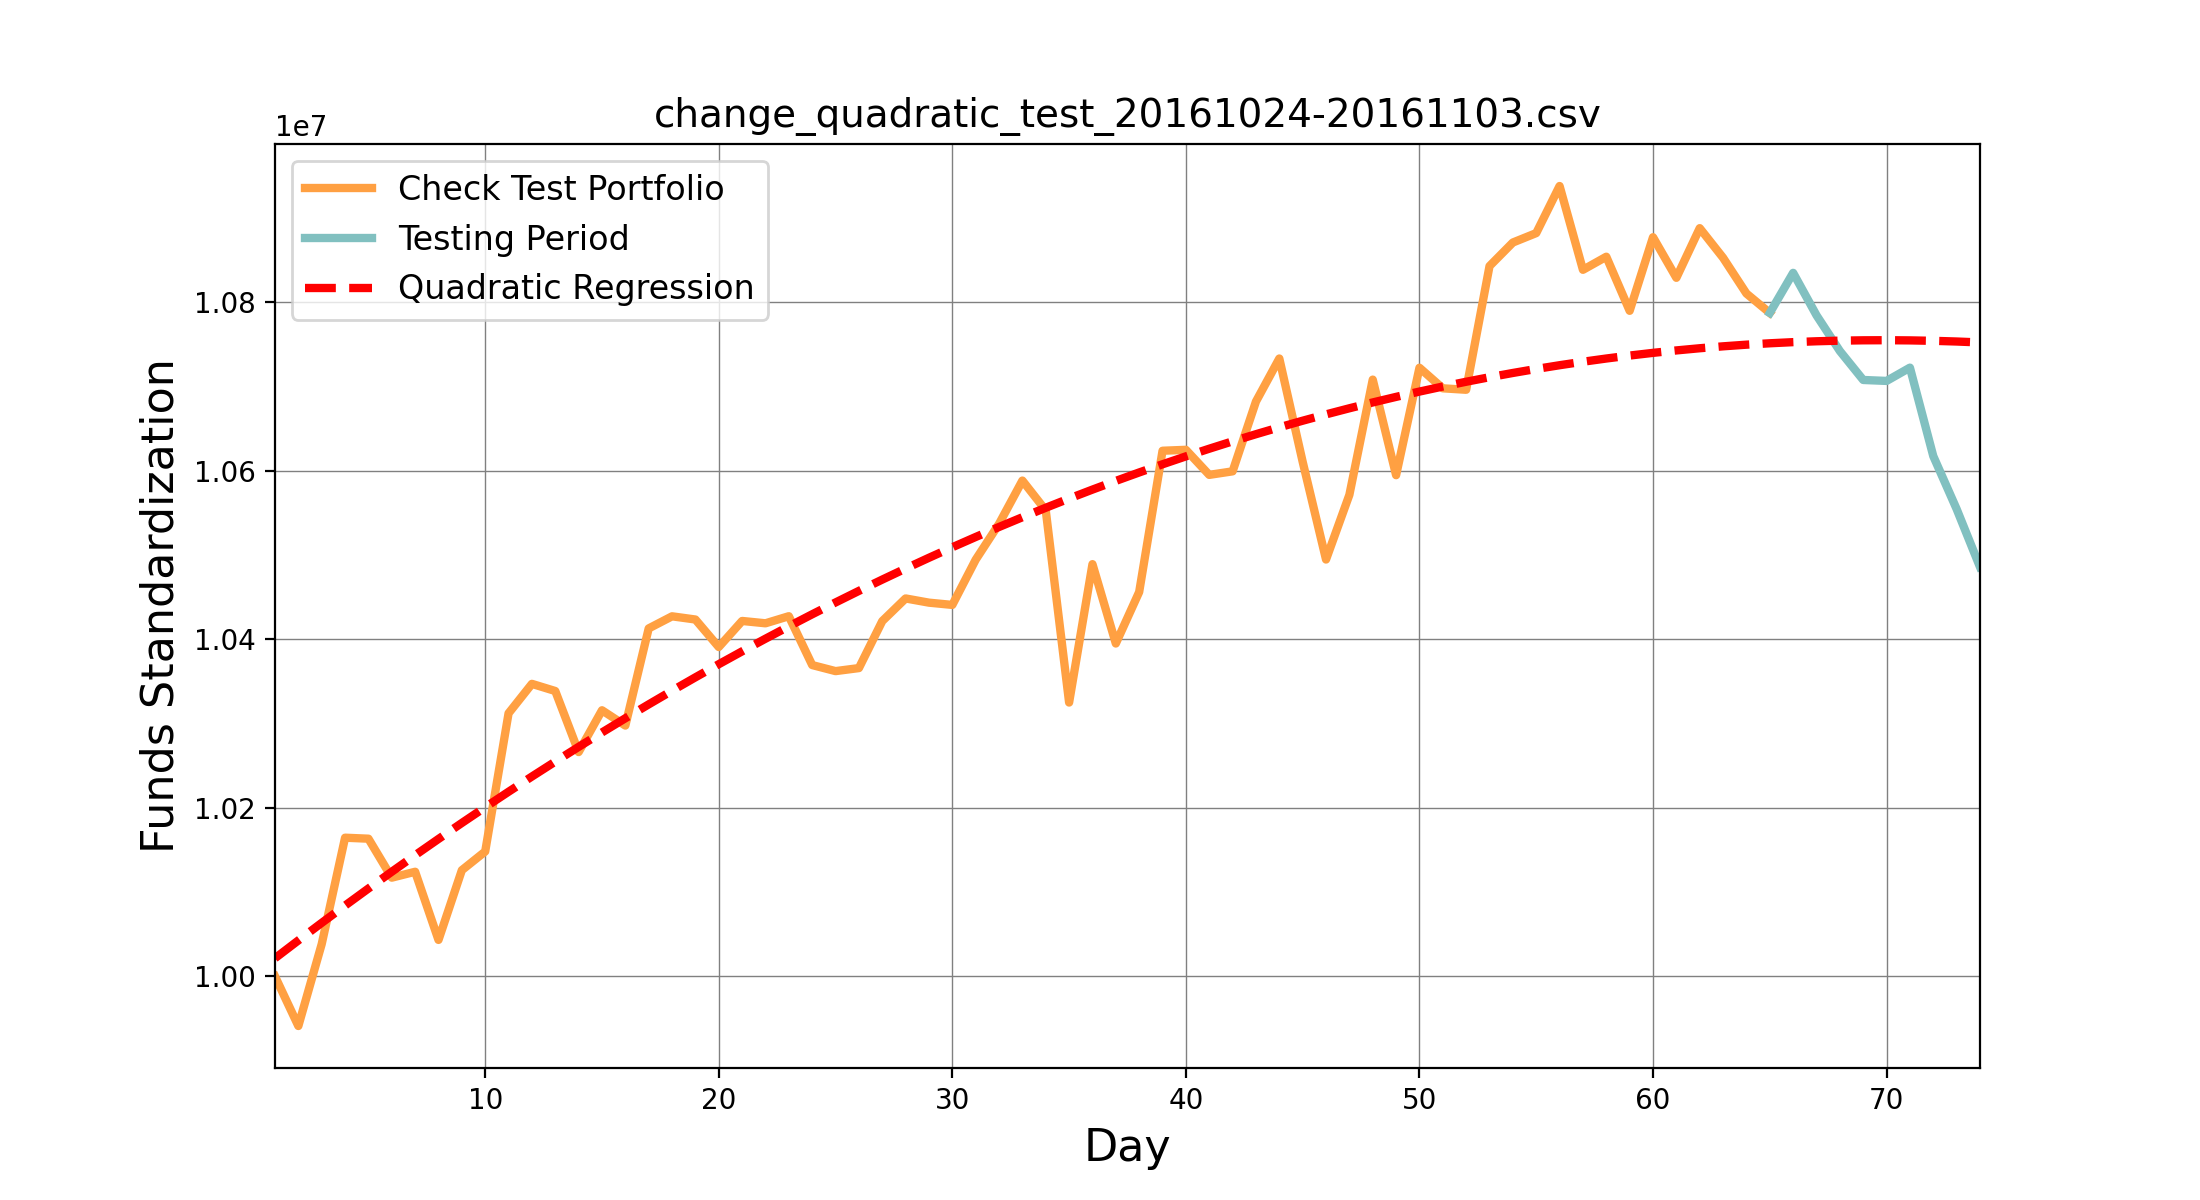 change_quadratic_test_20161024-20161103.csv
1e7
Check Test Portfolio
Testing Period
Quadratic Regression
Funds Standardization
1.08
1.06
1.04
1.02
1.00
10 20 30 40 50 60 70
Day